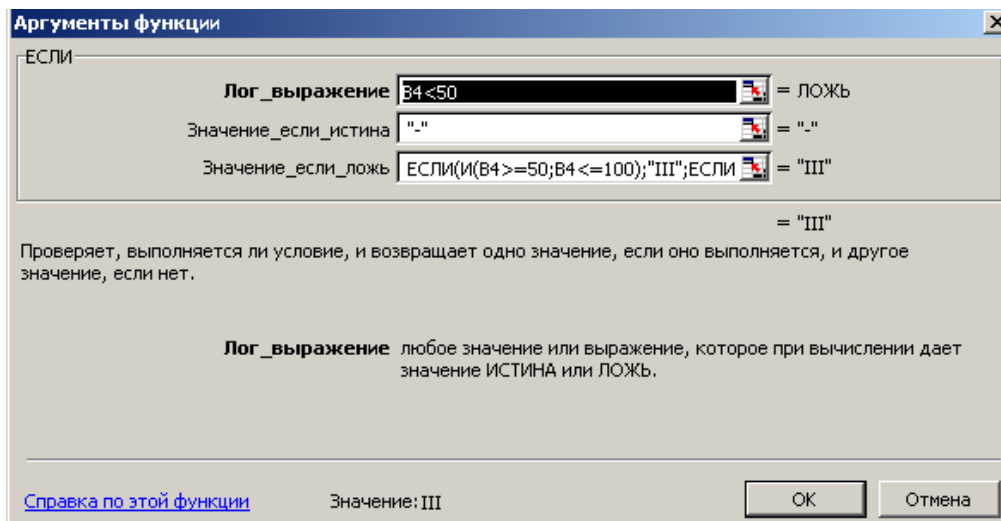 Аргументы функции
ЕСЛИ
Лог_выражение B4<50 = ЛОЖЬ
Значение_если_истина "-" = "-"
Значение_если_ложь ЕСЛИ(И(B4>=50;B4<=100);"III";ЕСЛИ = "III"
= "III"
Проверяет, выполняется ли условие, и возвращает одно значение, если оно выполняется, и другое
значение, если нет.
Лог_выражение любое значение или выражение, которое при вычислении дает
значение ИСТИНА или ЛОЖЬ.
Справка по этой функции Значение:III ОК Отмена